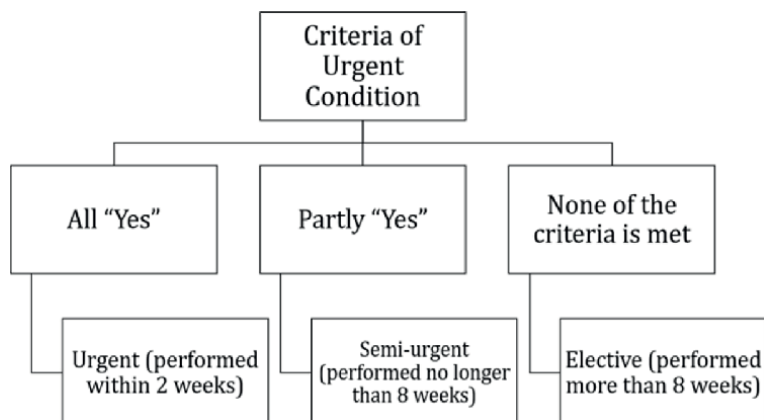 Criteria of
Urgent
Condition
All “Yes”
Partly “Yes”
None of the
criteria is met
Urgent (performed
within 2 weeks)
Semi-urgent
(performed no longer
than 8 weeks)
Elective (performed
more than 8 weeks)